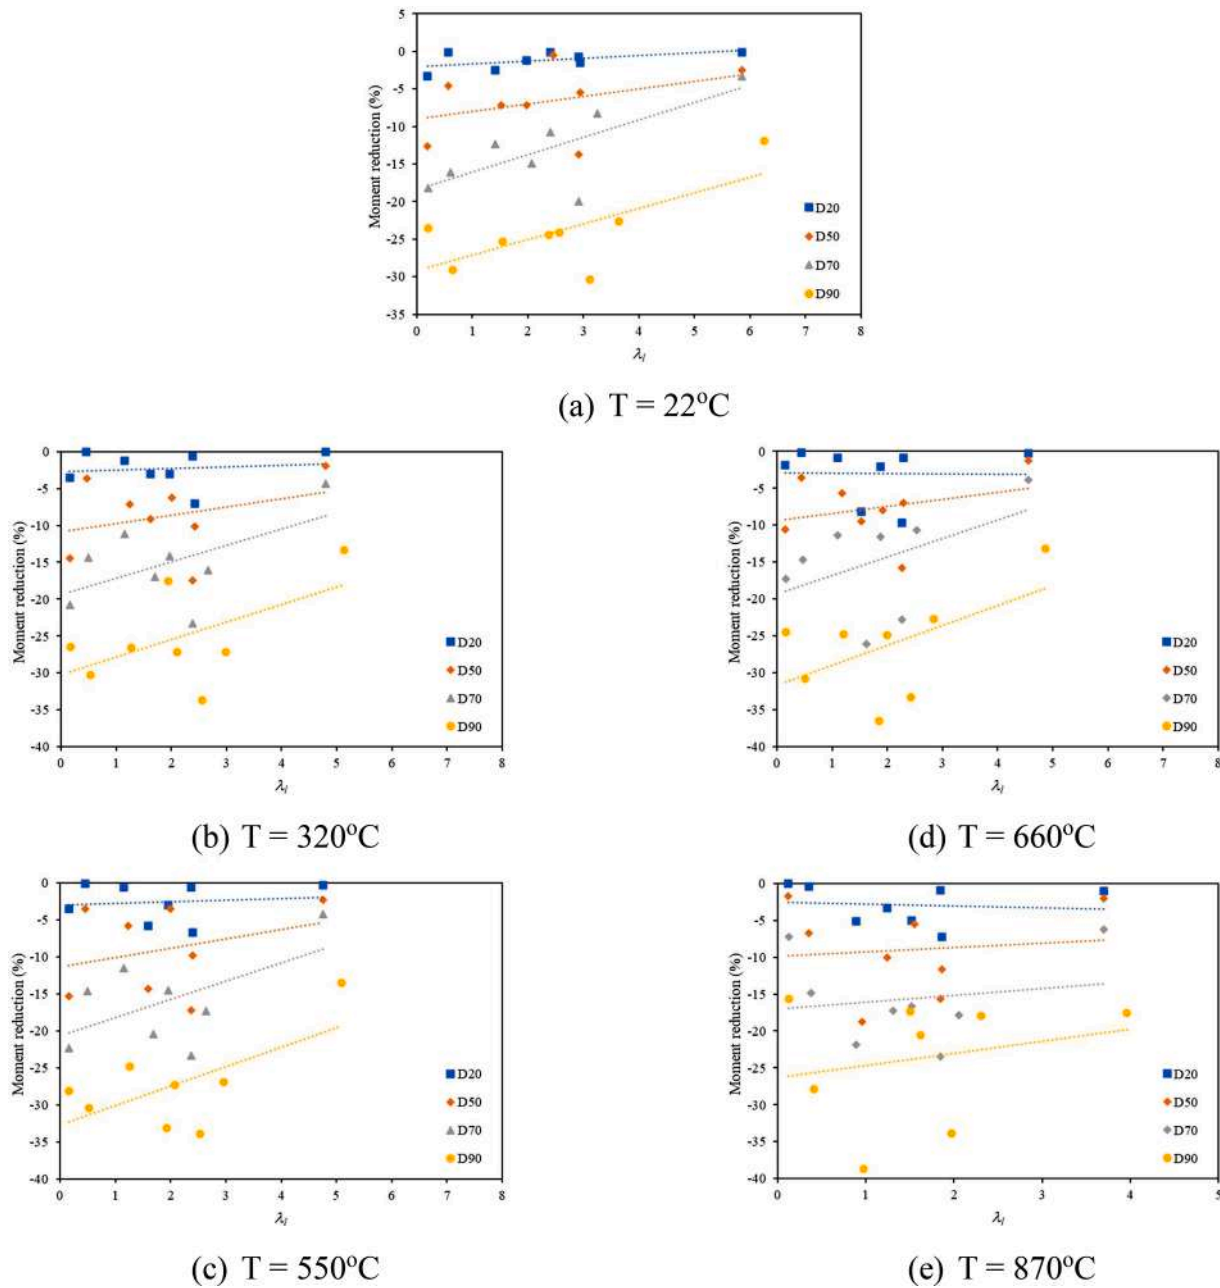 5
0
-5
-10
-15
-20
-25
-30
-35
Moment reduction (%)
0 1 2 3 4 5 6 7 8
λl
D20
D50
D70
D90
(a) T = 22°C
0
-5
-10
-15
-20
-25
-30
-35
-40
Moment reduction (%)
0 1 2 3 4 5 6 7 8
λl
D20
D50
D70
D90
(b) T = 320°C
0
-5
-10
-15
-20
-25
-30
-35
-40
Moment reduction (%)
0 1 2 3 4 5 6 7 8
λl
D20
D50
D70
D90
(d) T = 660°C
0
-5
-10
-15
-20
-25
-30
-35
-40
Moment reduction (%)
0 1 2 3 4 5 6 7 8
λl
D20
D50
D70
D90
(c) T = 550°C
0
-5
-10
-15
-20
-25
-30
-35
-40
Moment reduction (%)
0 1 2 3 4 5
λl
D20
D50
D70
D90
(e) T = 870°C